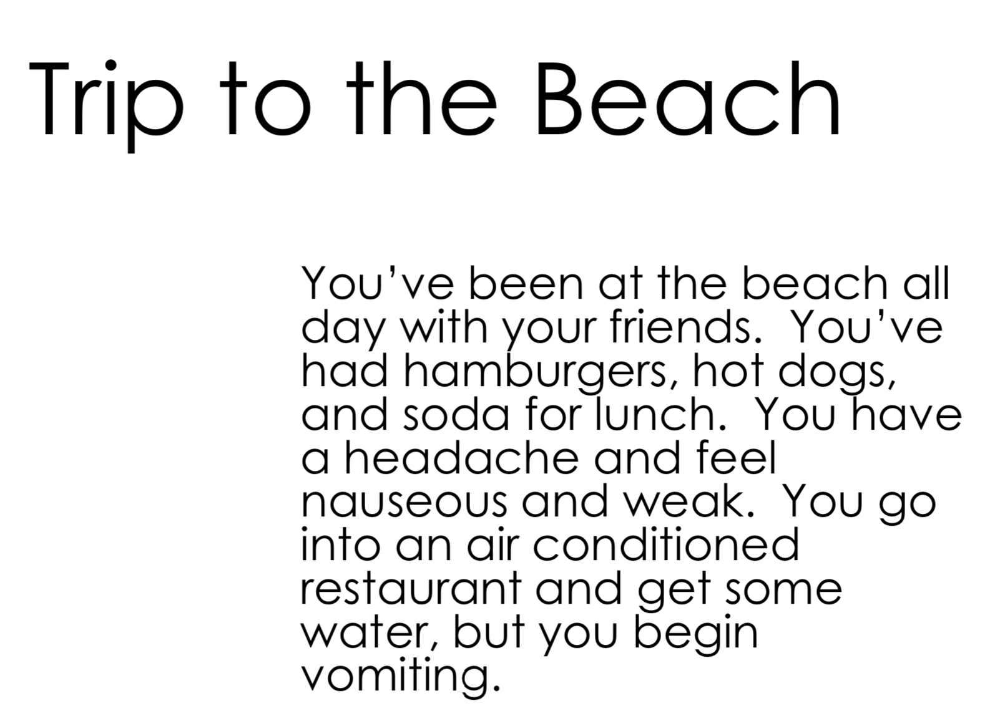 Trip to the Beach
You’ve been at the beach all
day with your friends.  You’ve
had hamburgers, hot dogs,
and soda for lunch.  You have
a headache and feel
nauseous and weak.  You go
into an air conditioned
restaurant and get some
water, but you begin
vomiting.